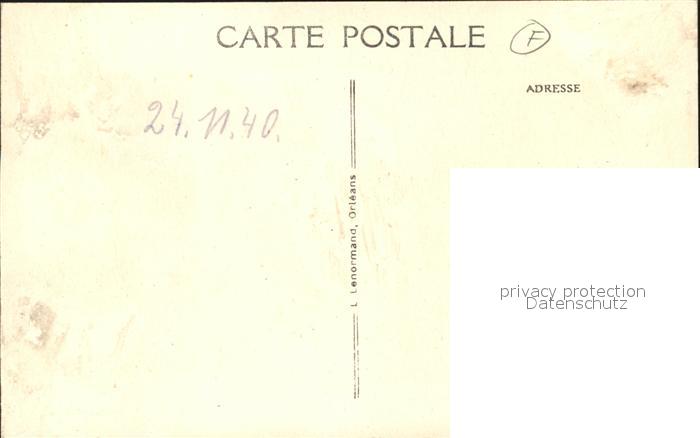 CARTE POSTALE F
ADRESSE
24.11.40.
L Lenormand, Orléans
privacy protection
Datenschutz